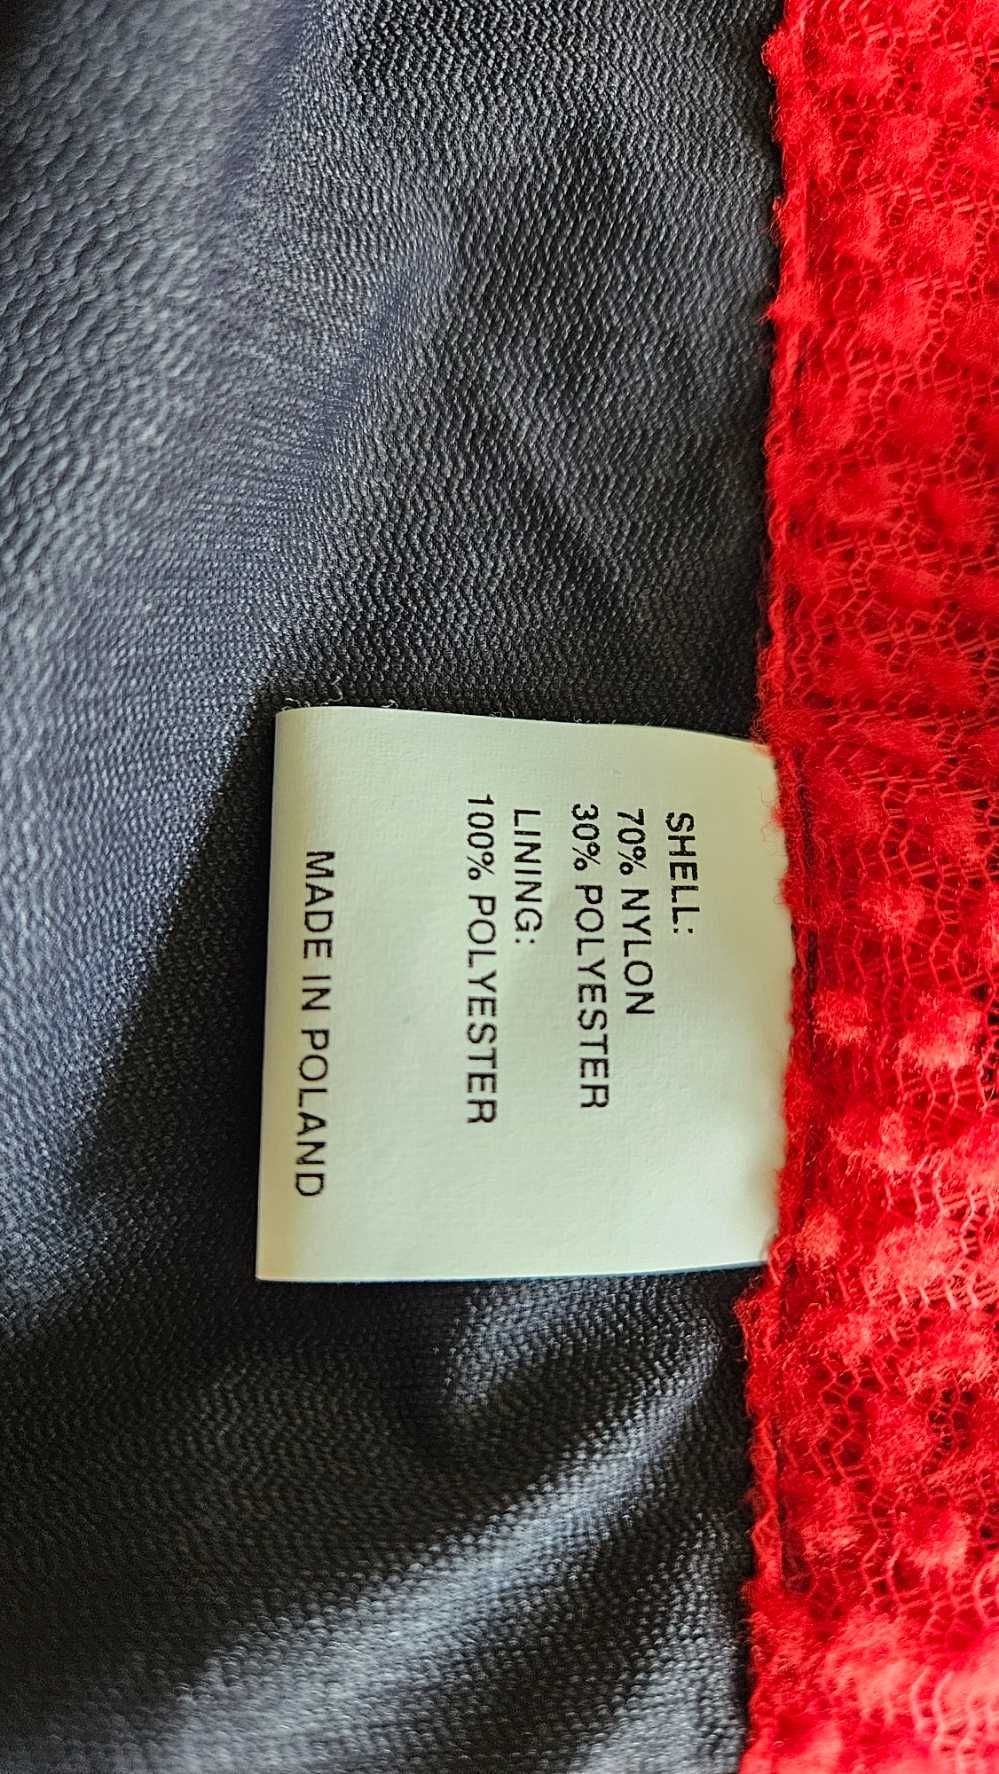 SHELL:
70% NYLON
30% POLYESTER
LINING:
100% POLYESTER
MADE IN POLAND